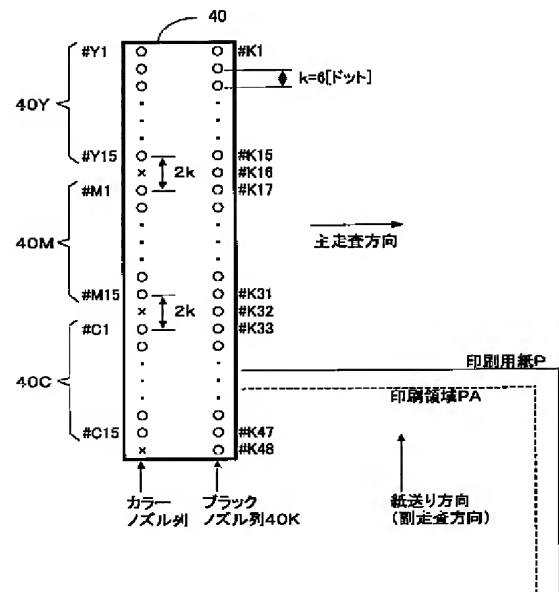 40
#Y1
#K1
k=6[ドット]
40Y
#Y15
#K15
2k
#K16
#M1
#K17
40M
主走査方向
#M15
#K31
2k
#K32
#C1
#K33
印刷用紙P
40C
印刷領域PA
#C15
#K47
#K48
カラー
ノズル列
ブラック
ノズル列40K
紙送り方向
(副走査方向)